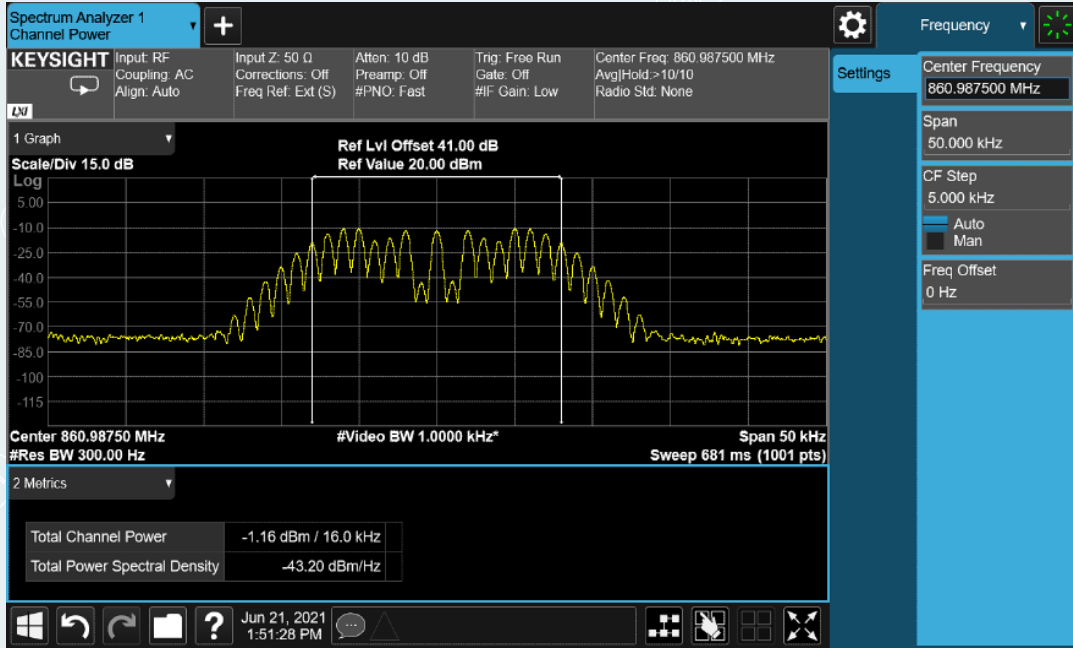 Spectrum Analyzer 1
Channel Power
+
Frequency
KEYSIGHT
LXI
Input: RF
Coupling: AC
Align: Auto
Input Z: 50 Ω
Corrections: Off
Freq Ref: Ext (S)
Atten: 10 dB
Preamp: Off
#PNO: Fast
Trig: Free Run
Gate: Off
#IF Gain: Low
Center Freq: 860.987500 MHz
Avg|Hold:>10/10
Radio Std: None
Settings
Center Frequency
860.987500 MHz
Span
50.000 kHz
CF Step
5.000 kHz
Auto
Man
Freq Offset
0 Hz
1 Graph
Scale/Div 15.0 dB
Ref Lvl Offset 41.00 dB
Ref Value 20.00 dBm
Log
5.00
-10.0
-25.0
-40.0
-55.0
-70.0
-85.0
-100
-115
Center 860.98750 MHz
#Res BW 300.00 Hz
#Video BW 1.0000 kHz*
Span 50 kHz
Sweep 681 ms (1001 pts)
2 Metrics
Total Channel Power -1.16 dBm / 16.0 kHz
Total Power Spectral Density -43.20 dBm/Hz
?
Jun 21, 2021
1:51:28 PM